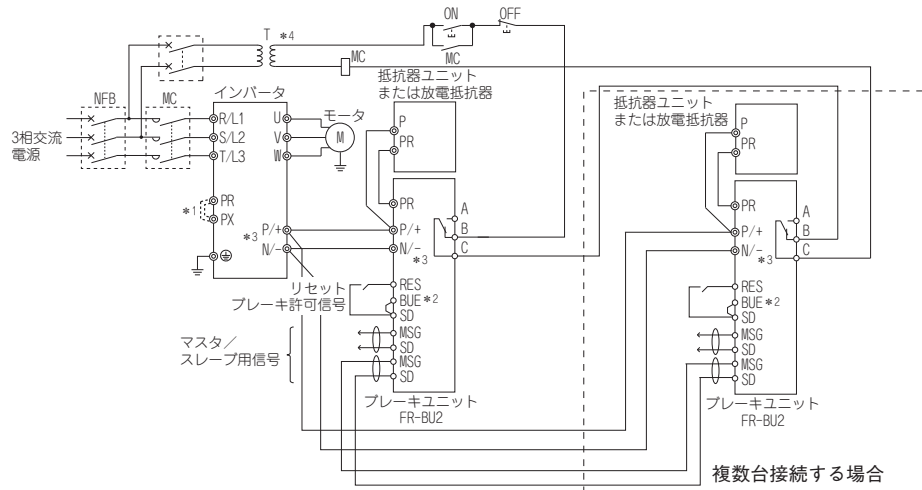 ON
OFF
T *4
MC
MC
抵抗器ユニット
または放電抵抗器
抵抗器ユニット
または放電抵抗器
NFB
MC
インバータ
モータ
3相交流
電源
R/L1
S/L2
T/L3
U
V
W
M
P
PR
P
PR
*1
PR
PX
*3
P/+
N/-
PR
P/+
N/-
*3
A
B
C
PR
P/+
N/-
*3
A
B
C
リセット
ブレーキ許可信号
RES
BUE*2
SD
MSG
SD
MSG
SD
RES
BUE*2
SD
MSG
SD
MSG
SD
マスタ/
スレーブ用信号
ブレーキユニット
FR-BU2
ブレーキユニット
FR-BU2
複数台接続する場合